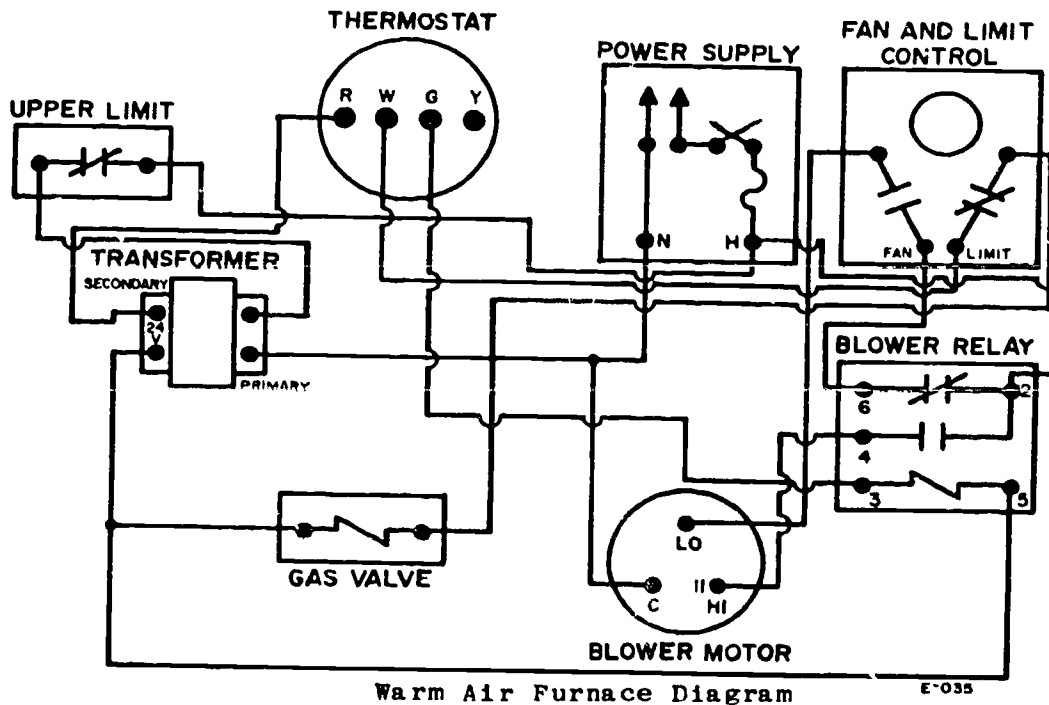 THERMOSTAT
FAN AND LIMIT
CONTROL
POWER SUPPLY
UPPER LIMIT
R W G Y
N H
FAN LIMIT
TRANSFORMER
SECONDARY
24
V
PRIMARY
BLOWER RELAY
6 2
4
3 5
GAS VALVE
LO
C HI
BLOWER MOTOR
Warm Air Furnace Diagram
E-035